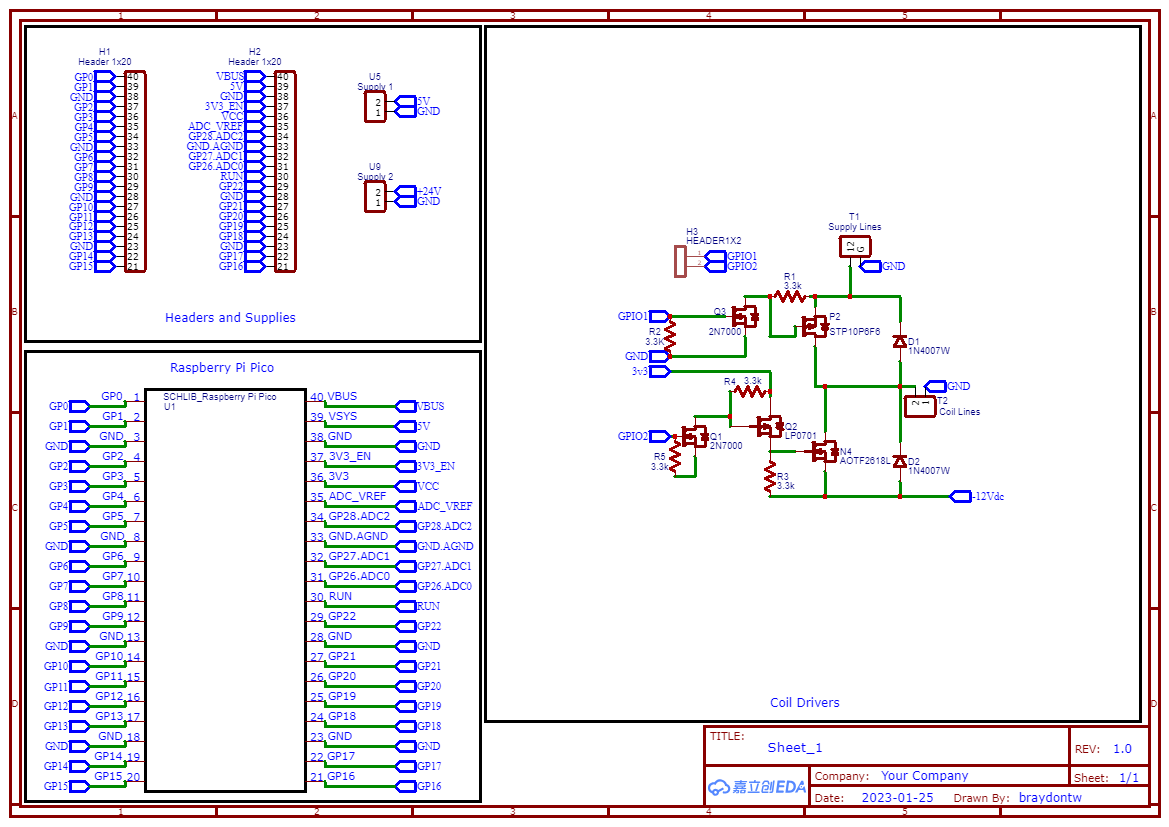 1 2 3 4 5
A
B
C
D
A
B
C
D
H1
Header 1x20
GP0 40
GP1 39
GND 38
GP2 37
GP3 36
GP4 35
GP5 34
GND 33
GP6 32
GP7 31
GP8 30
GP9 29
GND 28
GP10 27
GP11 26
GP12 25
GP13 24
GND 23
GP14 22
GP15 21
H2
Header 1x20
VBUS 40
5V 39
GND 38
3V3_EN 37
VCC 36
ADC_VREF 35
GP28.ADC2 34
GND.AGND 33
GP27.ADC1 32
GP26.ADC0 31
RUN 30
GP22 29
GND 28
GP21 27
GP20 26
GP19 25
GP18 24
GND 23
GP17 22
GP16 21
U5
Supply 1
2 5V
1 GND
U9
Supply 2
2 +24V
1 GND
Headers and Supplies
Raspberry Pi Pico
SCHLIB_Raspberry Pi Pico
U1
GP0 GP0 1
GP1 GP1 2
GND GND 3
GP2 GP2 4
GP3 GP3 5
GP4 GP4 6
GP5 GP5 7
GND GND 8
GP6 GP6 9
GP7 GP7 10
GP8 GP8 11
GP9 GP9 12
GND GND 13
GP10 GP10 14
GP11 GP11 15
GP12 GP12 16
GP13 GP13 17
GND GND 18
GP14 GP14 19
GP15 GP15 20
40 VBUS VBUS
39 VSYS 5V
38 GND GND
37 3V3_EN 3V3_EN
36 3V3 VCC
35 ADC_VREF ADC_VREF
34 GP28.ADC2 GP28.ADC2
33 GND.AGND GND.AGND
32 GP27.ADC1 GP27.ADC1
31 GP26.ADC0 GP26.ADC0
30 RUN RUN
29 GP22 GP22
28 GND GND
27 GP21 GP21
26 GP20 GP20
25 GP19 GP19
24 GP18 GP18
23 GND GND
22 GP17 GP17
21 GP16 GP16
T1
Supply Lines
12 G
GND
H3
HEADER1X2
1 GPIO1
2 GPIO2
R1
3.3k
GPIO1
Q3
2N7000
P2
STP10P6F6
R2
3.3K
GND
3v3
D1
1N4007W
R4 3.3k
GND
2 1 T2
Coil Lines
GPIO2
Q1
2N7000
Q2
LP0701
R5
3.3k
N4
AOTF2618L
D2
1N4007W
R3
3.3k
-12Vdc
Coil Drivers
TITLE:
Sheet_1
REV: 1.0
嘉立创EDA
Company: Your Company
Sheet: 1/1
Date: 2023-01-25 Drawn By: braydontw
1 2 3 4 5